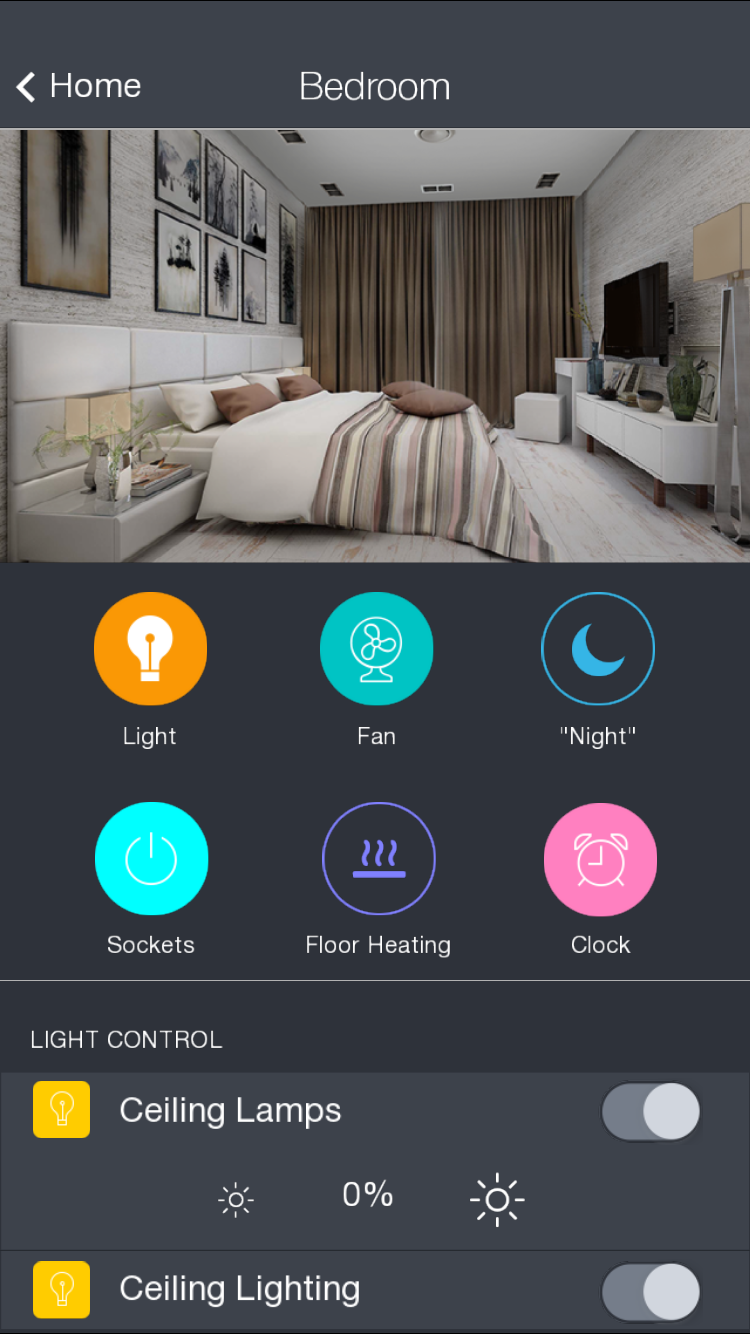 Home
Bedroom
Light
Fan
"Night"
Sockets
Floor Heating
Clock
LIGHT CONTROL
Ceiling Lamps
0%
Ceiling Lighting